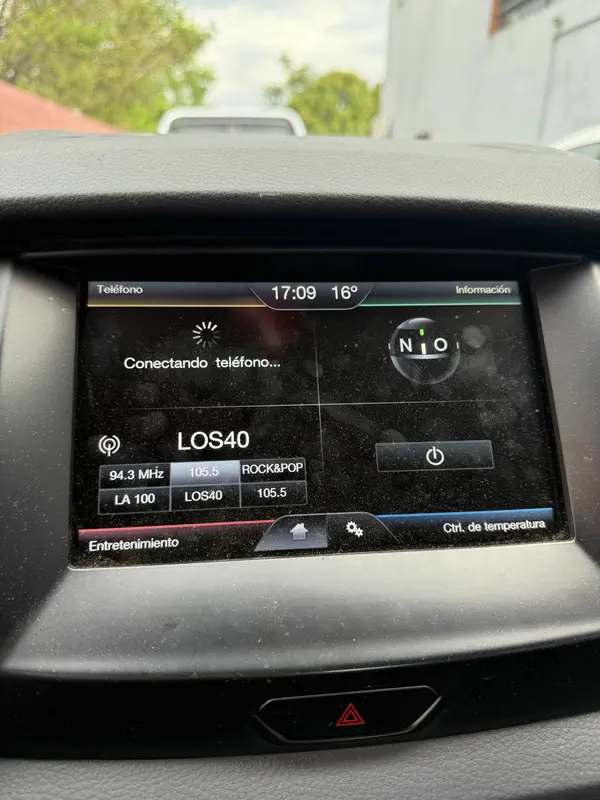 Teléfono
17:09 16°
Información
Conectando teléfono...
N i O
LOS40
94.3 MHz 105.5 ROCK&POP
LA 100 LOS40 105.5
Entretenimiento
Ctrl. de temperatura